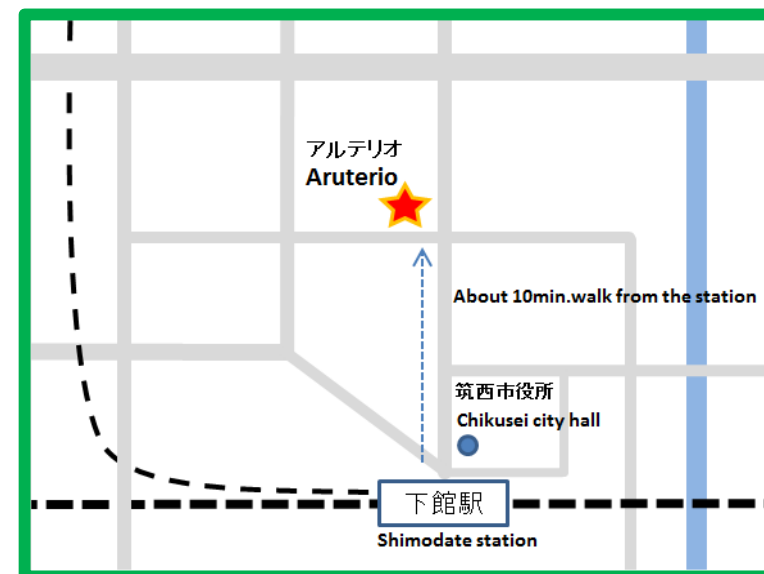 アルテリオ
Aruterio
About 10min.walk from the station
筑西市役所
Chikusei city hall
下館駅
Shimodate station